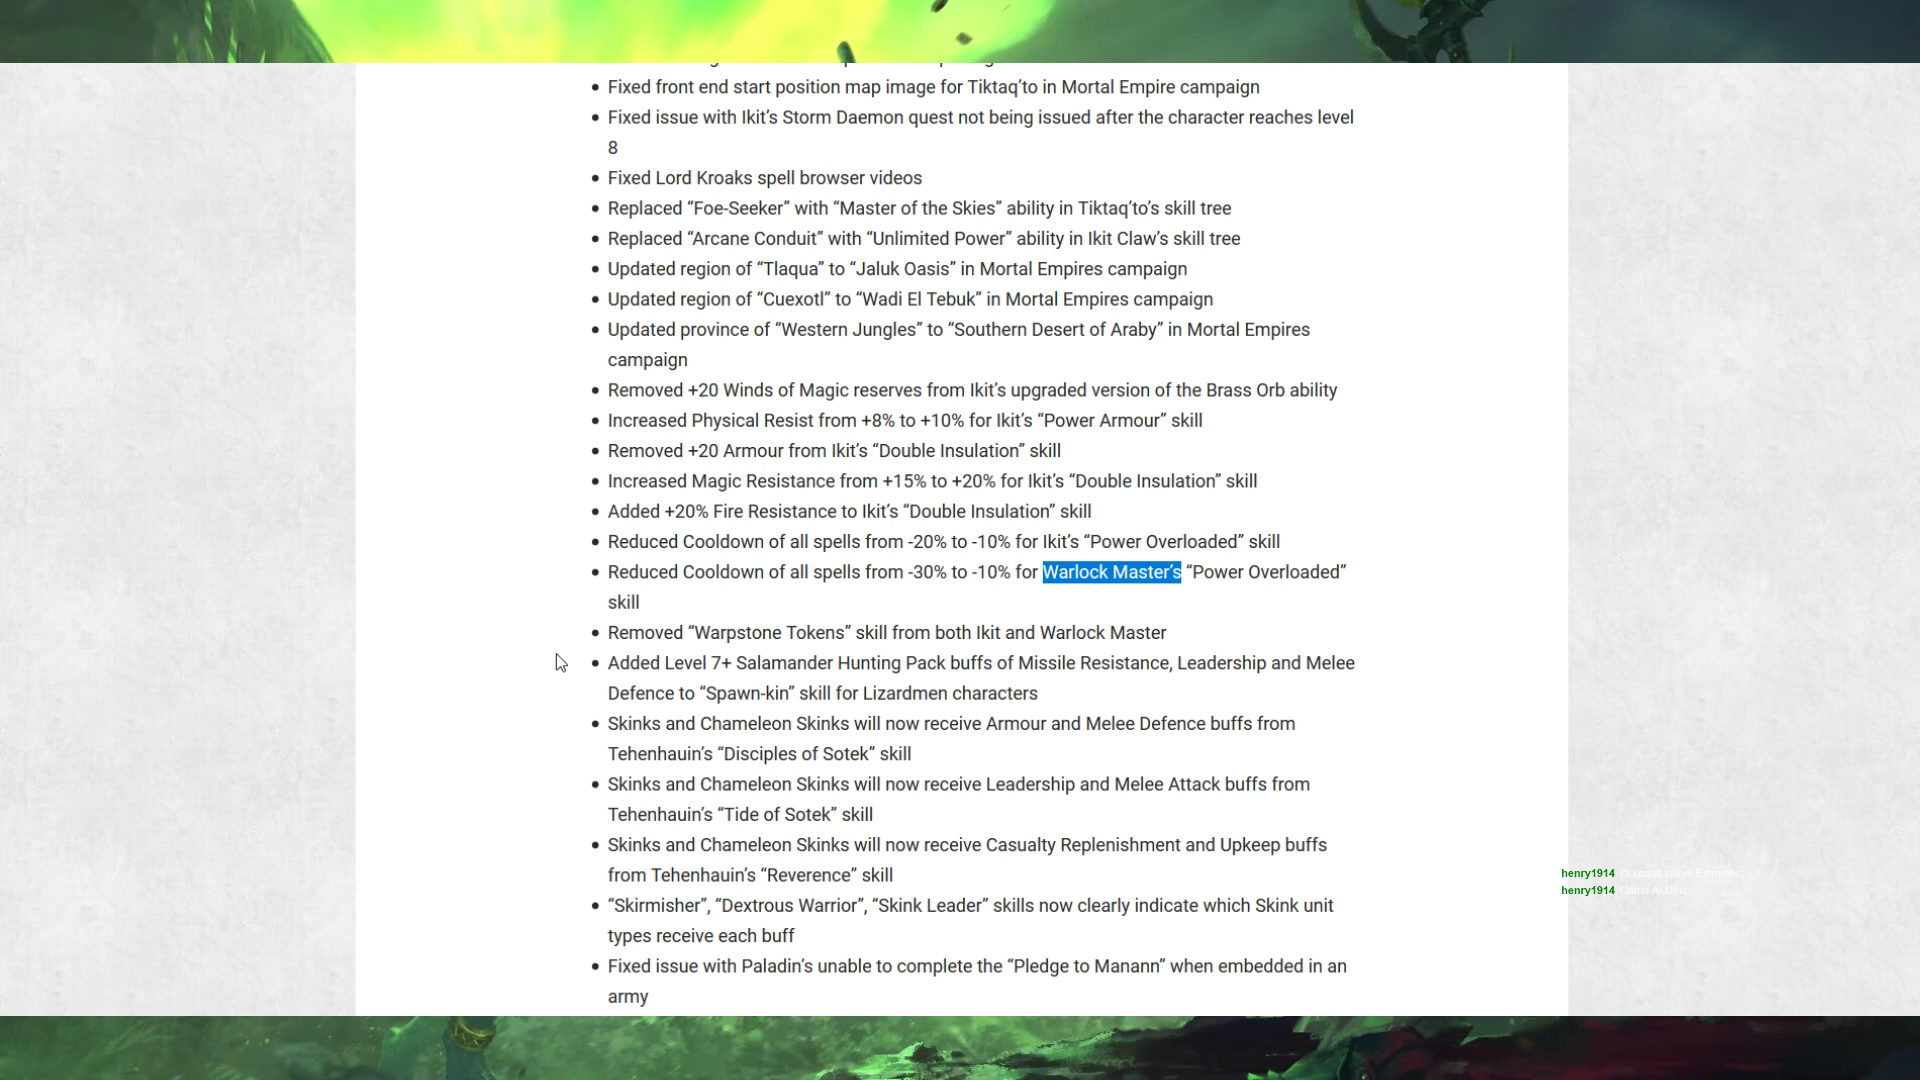 • Fixed front end start position map image for Tiktaq’to in Mortal Empire campaign
• Fixed issue with Ikit’s Storm Daemon quest not being issued after the character reaches level
8
• Fixed Lord Kroaks spell browser videos
• Replaced “Foe-Seeker” with “Master of the Skies” ability in Tiktaq’to’s skill tree
• Replaced “Arcane Conduit” with “Unlimited Power” ability in Ikit Claw’s skill tree
• Updated region of “Tlaqua” to “Jaluk Oasis” in Mortal Empires campaign
• Updated region of “Cuexotl” to “Wadi El Tebuk” in Mortal Empires campaign
• Updated province of “Western Jungles” to “Southern Desert of Araby” in Mortal Empires
campaign
• Removed +20 Winds of Magic reserves from Ikit’s upgraded version of the Brass Orb ability
• Increased Physical Resist from +8% to +10% for Ikit’s “Power Armour” skill
• Removed +20 Armour from Ikit’s “Double Insulation” skill
• Increased Magic Resistance from +15% to +20% for Ikit’s “Double Insulation” skill
• Added +20% Fire Resistance to Ikit’s “Double Insulation” skill
• Reduced Cooldown of all spells from -20% to -10% for Ikit’s “Power Overloaded” skill
• Reduced Cooldown of all spells from -30% to -10% for Warlock Master’s “Power Overloaded”
skill
• Removed “Warpstone Tokens” skill from both Ikit and Warlock Master
• Added Level 7+ Salamander Hunting Pack buffs of Missile Resistance, Leadership and Melee
Defence to “Spawn-kin” skill for Lizardmen characters
• Skinks and Chameleon Skinks will now receive Armour and Melee Defence buffs from
Tehenhauin’s “Disciples of Sotek” skill
• Skinks and Chameleon Skinks will now receive Leadership and Melee Attack buffs from
Tehenhauin’s “Tide of Sotek” skill
• Skinks and Chameleon Skinks will now receive Casualty Replenishment and Upkeep buffs
from Tehenhauin’s “Reverence” skill
henry1914
henry1914
• “Skirmisher”, “Dextrous Warrior”, “Skink Leader” skills now clearly indicate which Skink unit
types receive each buff
• Fixed issue with Paladin’s unable to complete the “Pledge to Manann” when embedded in an
army